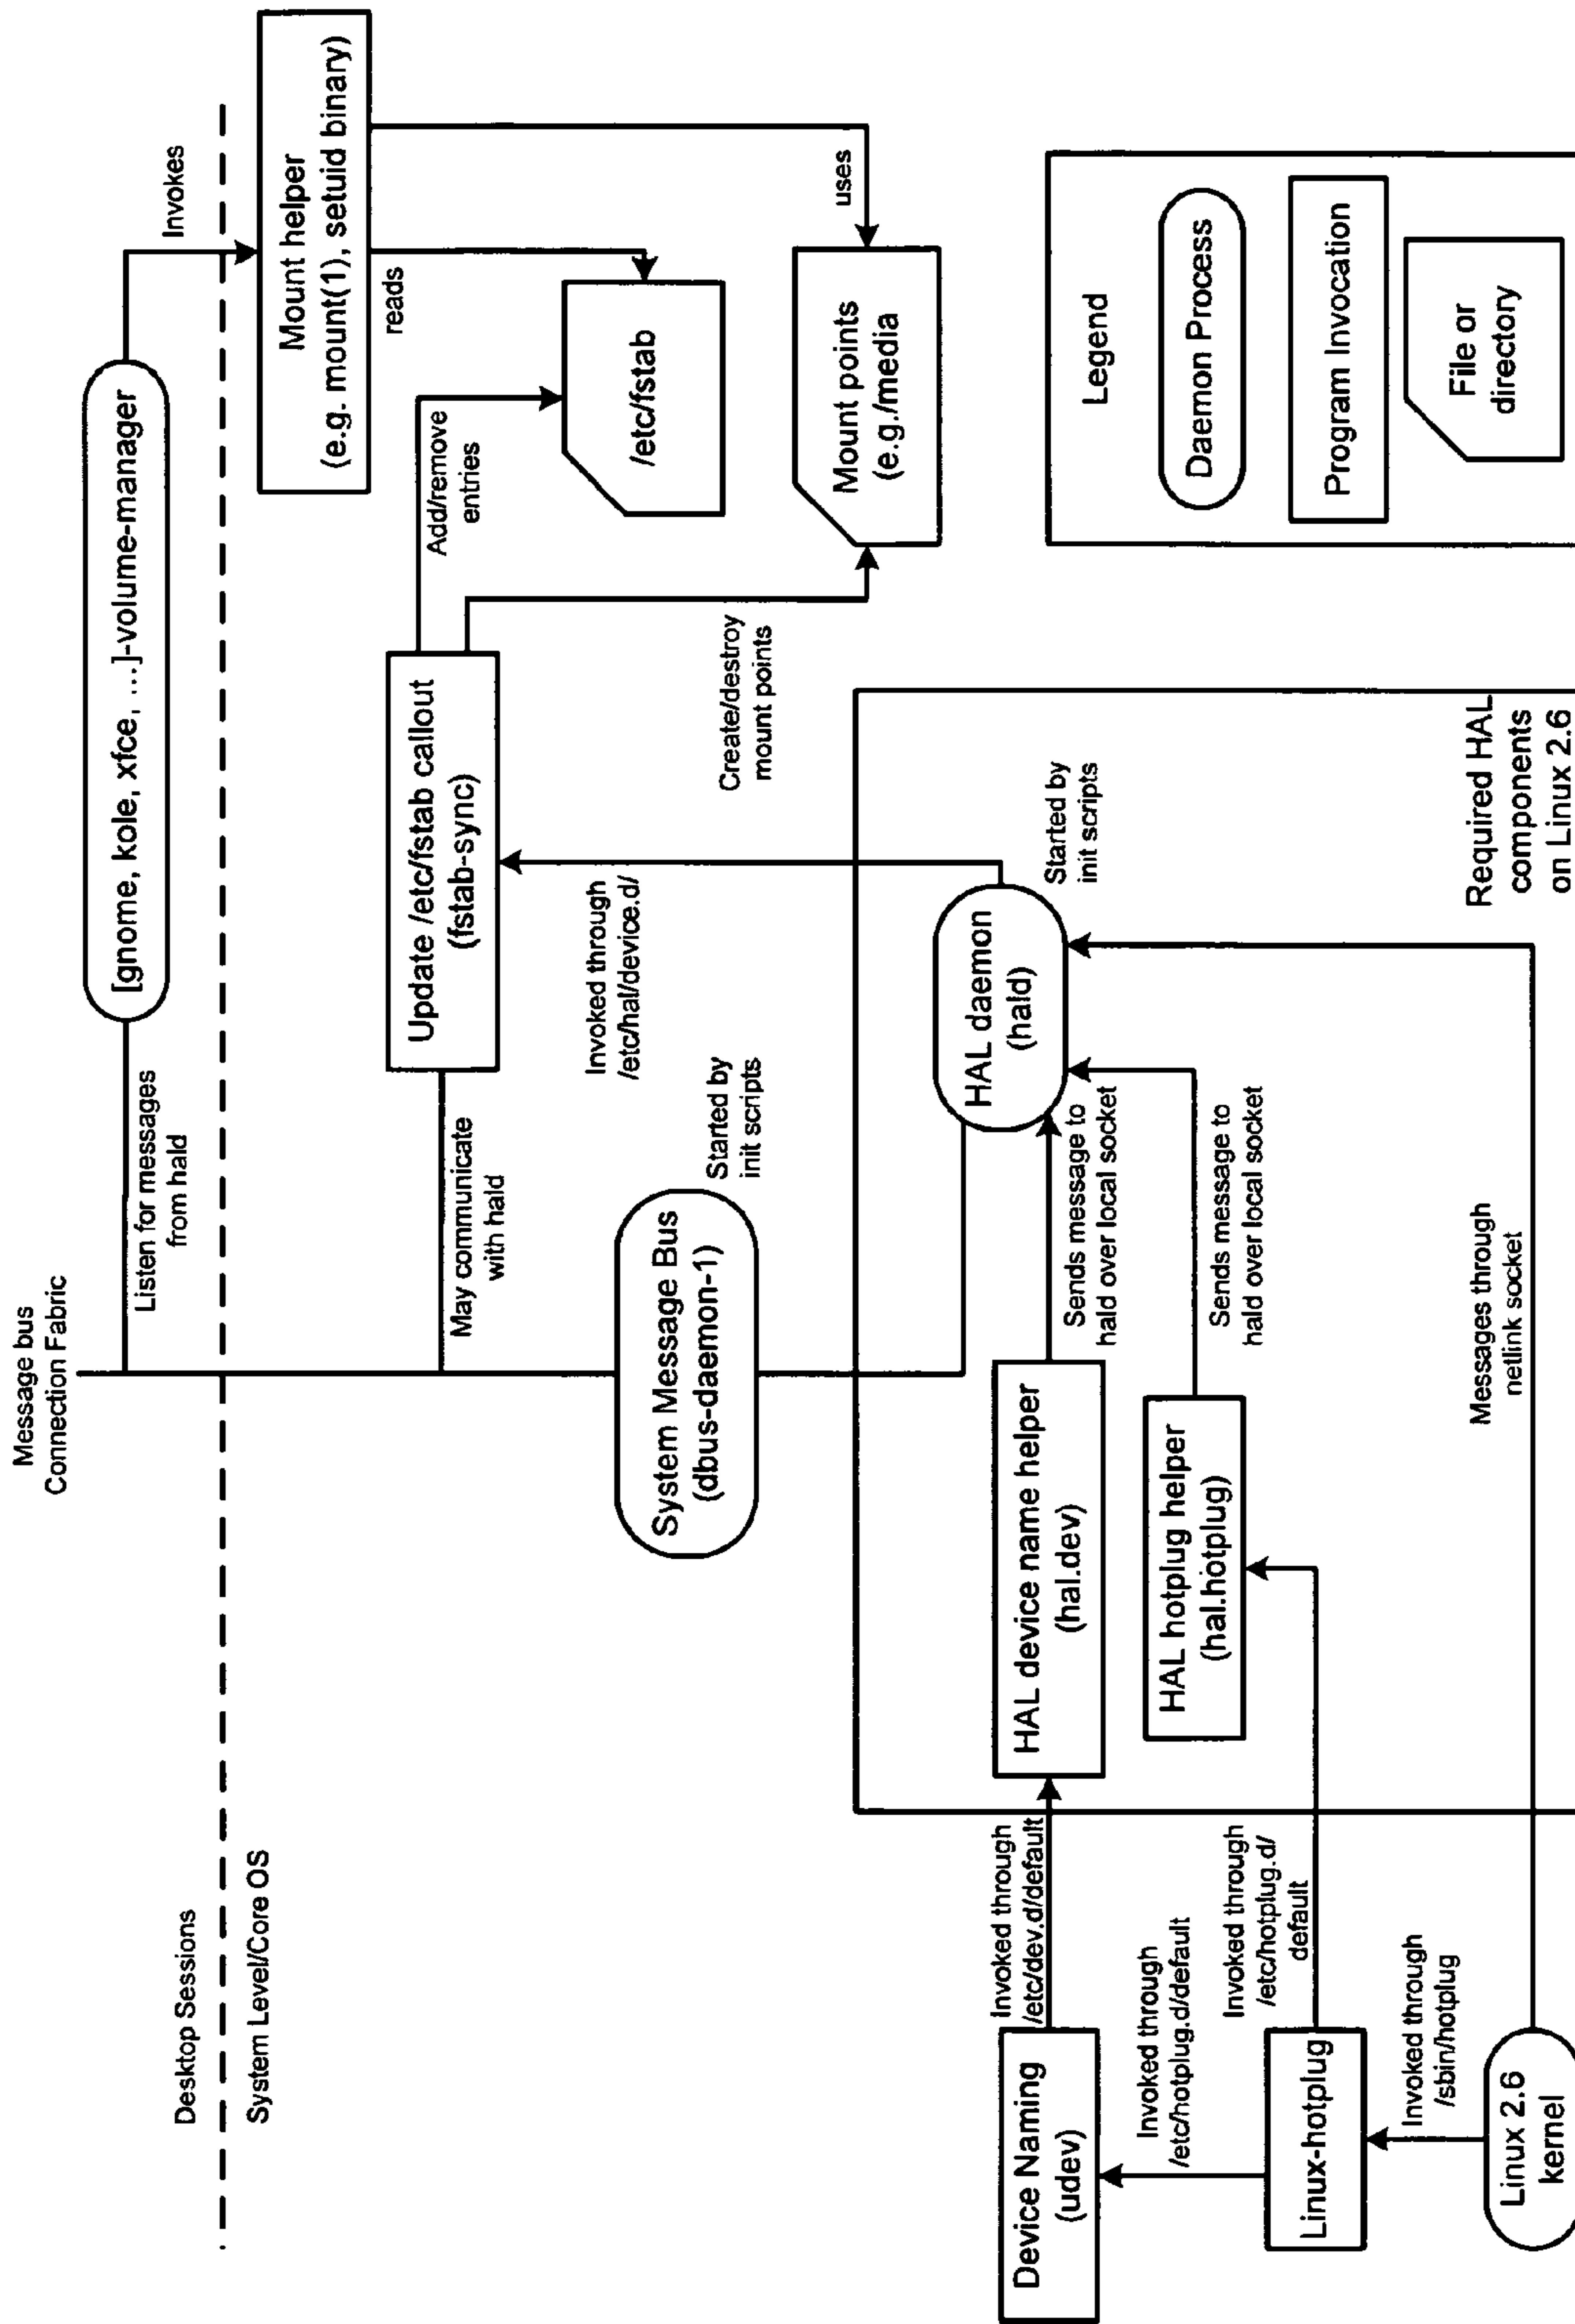 Message bus
Connection Fabric
Desktop Sessions
System Level/Core OS
Listen for messages
from hald
[gnome, kole, xfce, ...]-volume-manager
Invokes
Mount helper
(e.g. mount(1), setuid binary)
reads
uses
May communicate
with hald
Update /etc/fstab callout
(fstab-sync)
Add/remove
entries
/etc/fstab
Create/destroy
mount points
Mount points
(e.g./media
Invoked through
/etc/hal/device.d/
System Message Bus
(dbus-daemon-1)
Started by
init scripts
HAL daemon
(hald)
Started by
init scripts
Device Naming
(udev)
Invoked through
/etc/dev.d/default
HAL device name helper
(hal.dev)
Sends message to
hald over local socket
Invoked through
/etc/hotplug.d/default
Invoked through
/etc/hotplug.d/
default
HAL hotplug helper
(hal.hotplug)
Sends message to
hald over local socket
Linux-hotplug
Invoked through
/sbin/hotplug
Linux 2.6
kernel
Messages through
netlink socket
Required HAL
components
on Linux 2.6
Legend
Daemon Process
Program Invocation
File or
directory